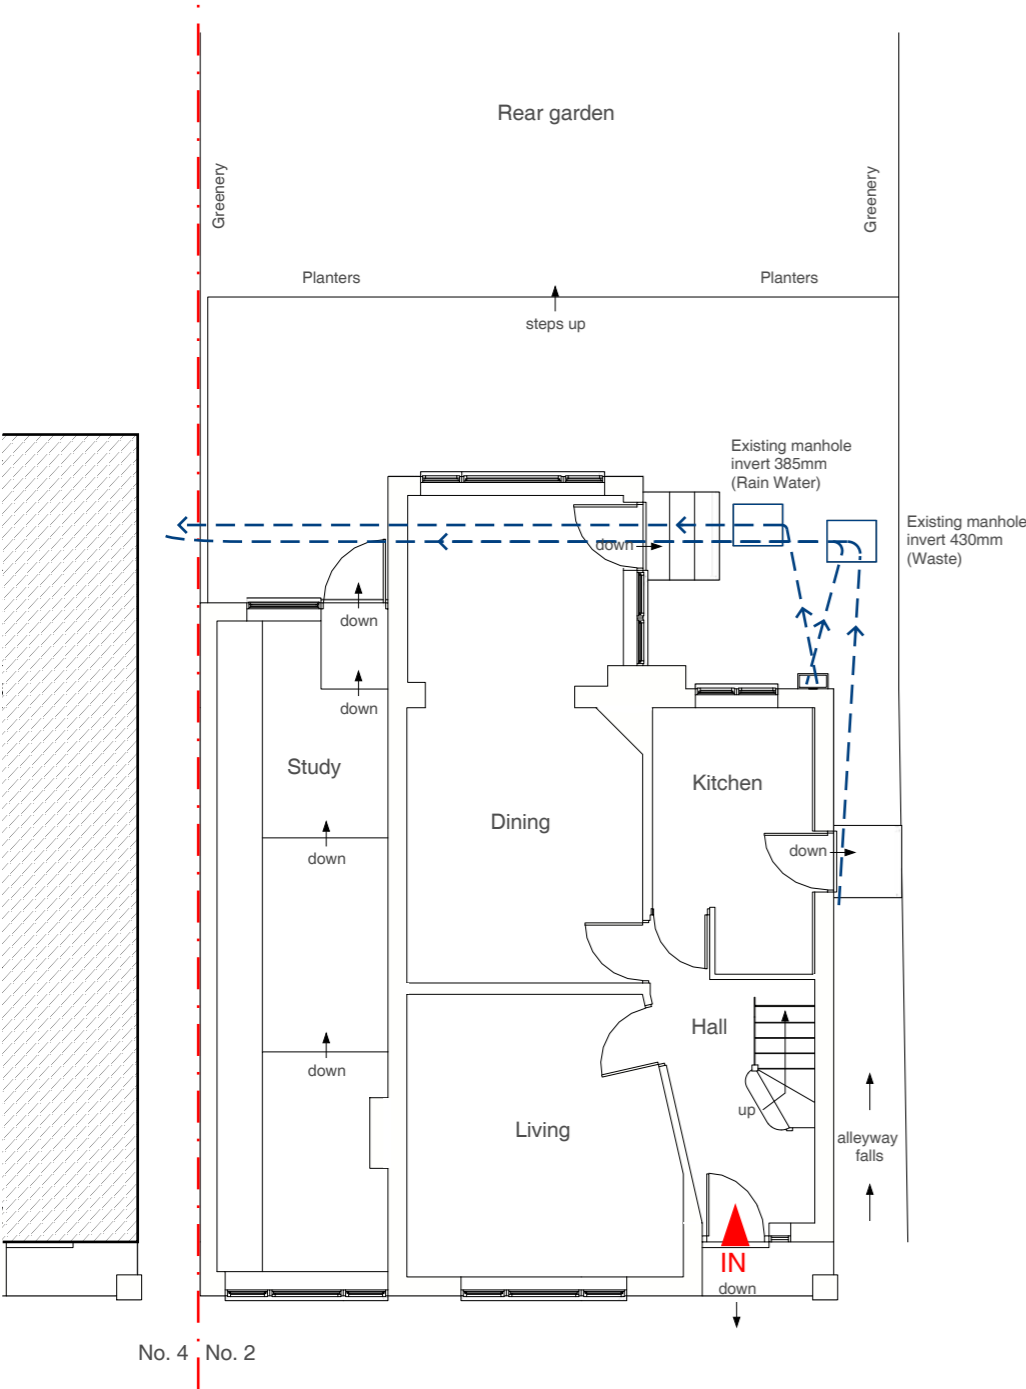 Rear garden
Greenery
Greenery
Planters
Planters
steps up
Existing manhole
invert 385mm
(Rain Water)
Existing manhole
invert 430mm
(Waste)
down
down
down
Study
Kitchen
Dining
down
down
Hall
down
up
Living
alleyway
falls
IN
down
No. 4
No. 2